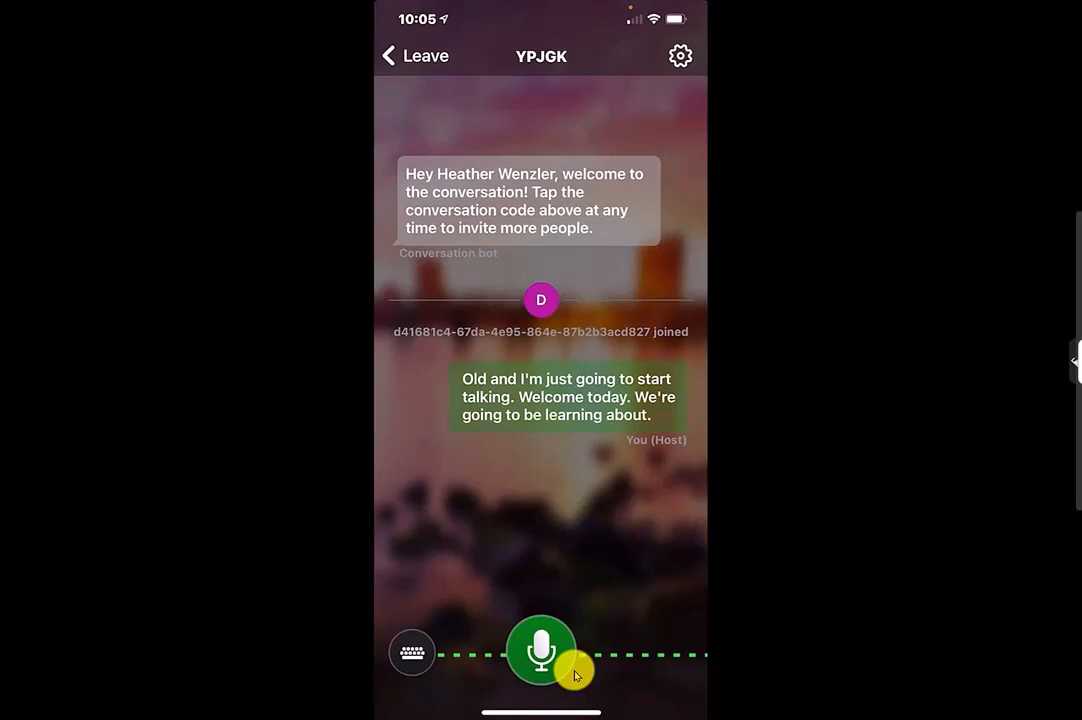 10:05
Leave
YPJGK
Hey Heather Wenzler, welcome to
the conversation! Tap the
conversation code above at any
time to invite more people.
Conversation bot
D
d41681c4-67da-4e95-864e-87b2b3acd827 joined
Old and I'm just going to start
talking. Welcome today. We're
going to be learning about.
You (Host)